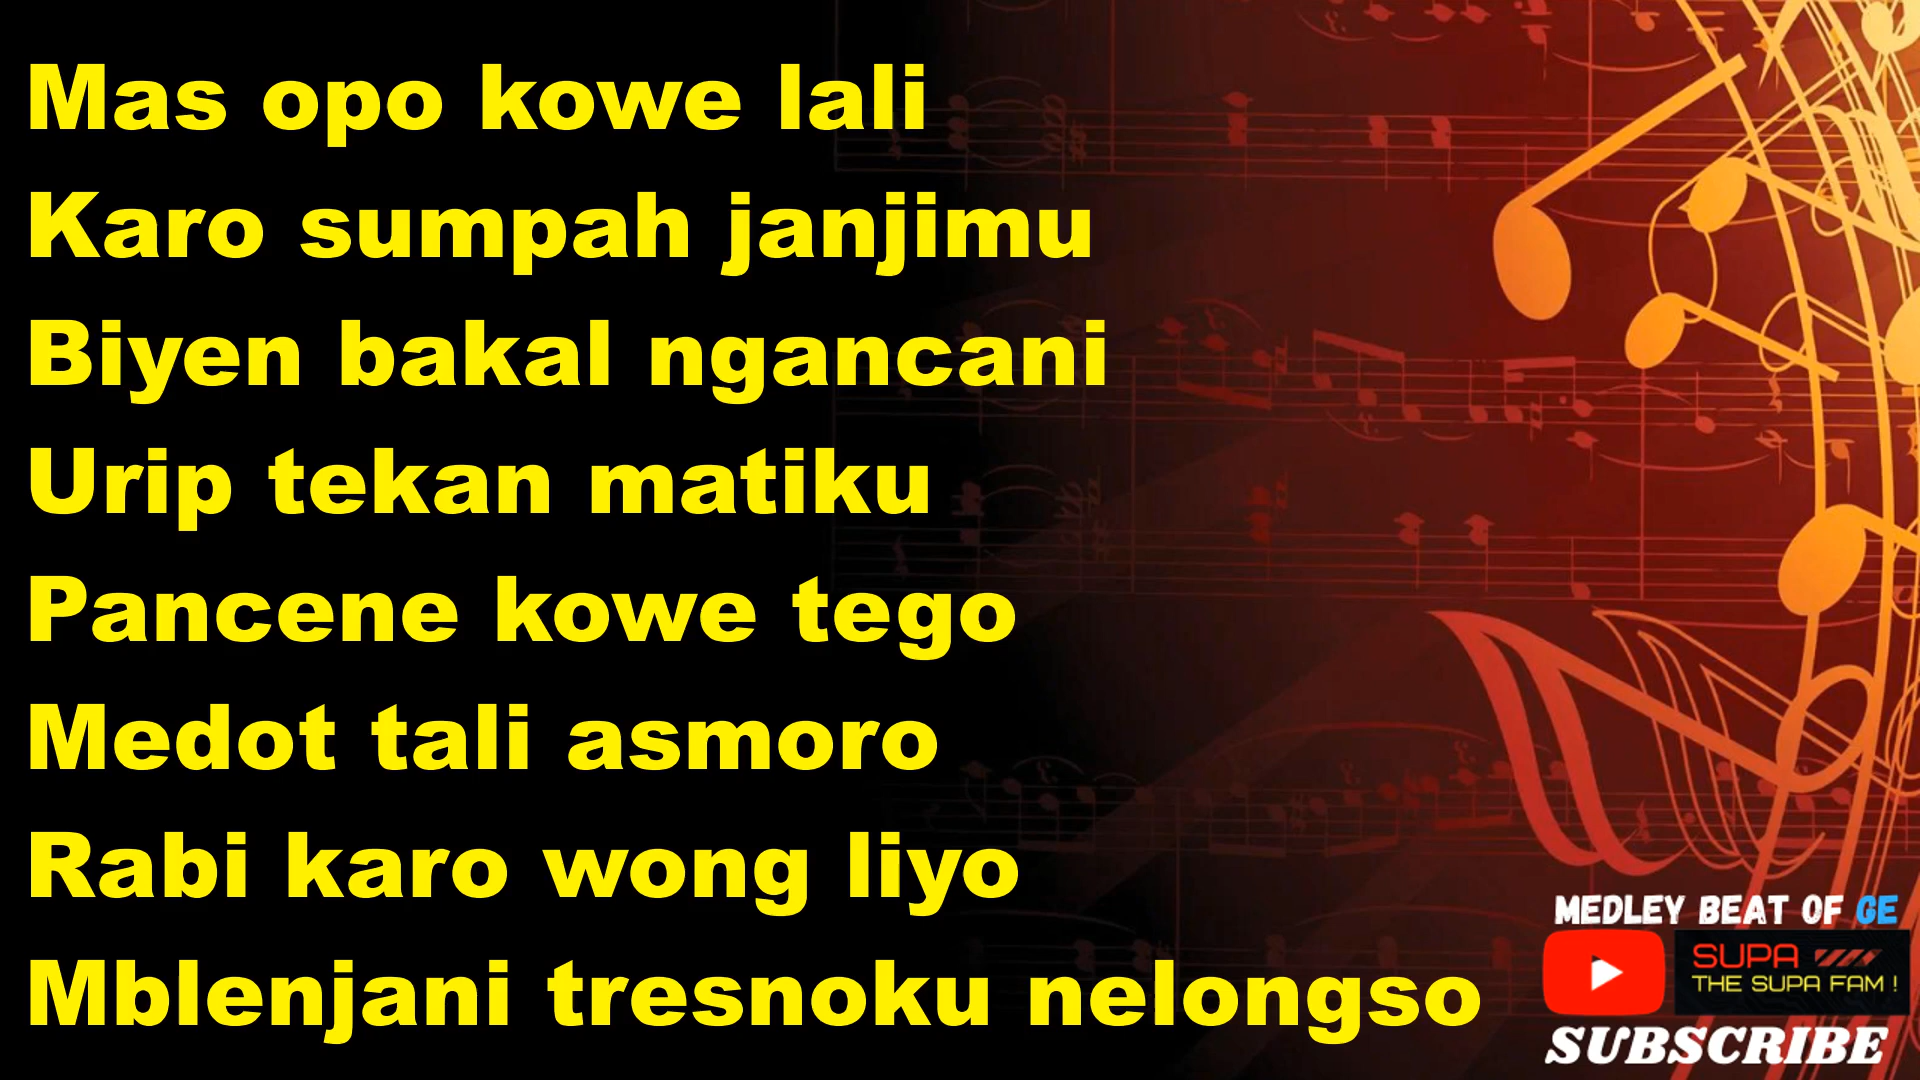 Mas opo kowe lali
Karo sumpah janjimu
Biyen bakal ngancani
Urip tekan matiku
Pancene kowe tego
Medot tali asmoro
Rabi karo wong liyo
Mblenjani tresnoku nelongso
MEDLEY BEAT OF GE
SUPA
THE SUPA FAM !
SUBSCRIBE